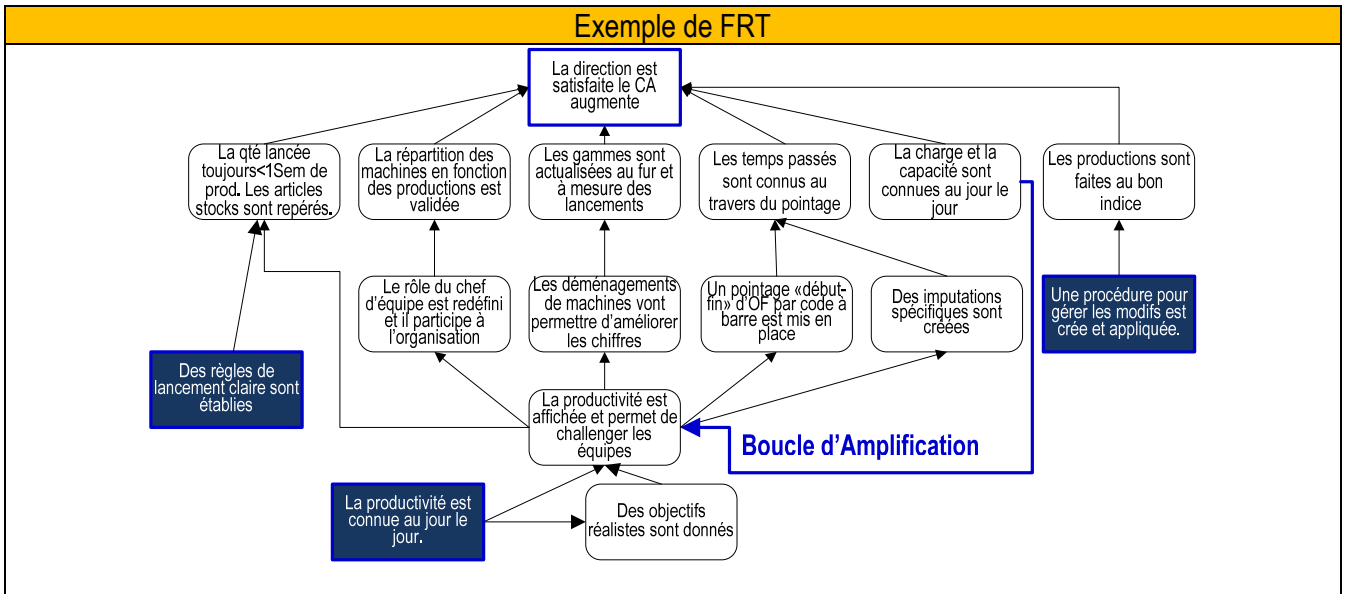 Exemple de FRT
La direction est
satisfaite le CA
augmente
La qté lancée
toujours<1Sem de
prod. Les articles
stocks sont repérés.
La répartition des
machines en fonction
des productions est
validée
Les gammes sont
actualisées au fur et
à mesure des
lancements
Les temps passés
sont connus au
travers du pointage
La charge et la
capacité sont
connues au jour le
jour
Les productions sont
faites au bon
indice
Le rôle du chef
d'équipe est redéfini
et il participe à
l'organisation
Les déménagements
de machines vont
permettre d'améliorer
les chiffres
Un pointage «début-
fin» d'OF par code à
barre est mis en
place
Des imputations
spécifiques sont
créées
Une procédure pour
gérer les modifs est
crée et appliquée.
Des règles de
lancement claire sont
établies
La productivité est
affichée et permet de
challenger les
équipes
Boucle d'Amplification
La productivité est
connue au jour le
jour.
Des objectifs
réalistes sont donnés